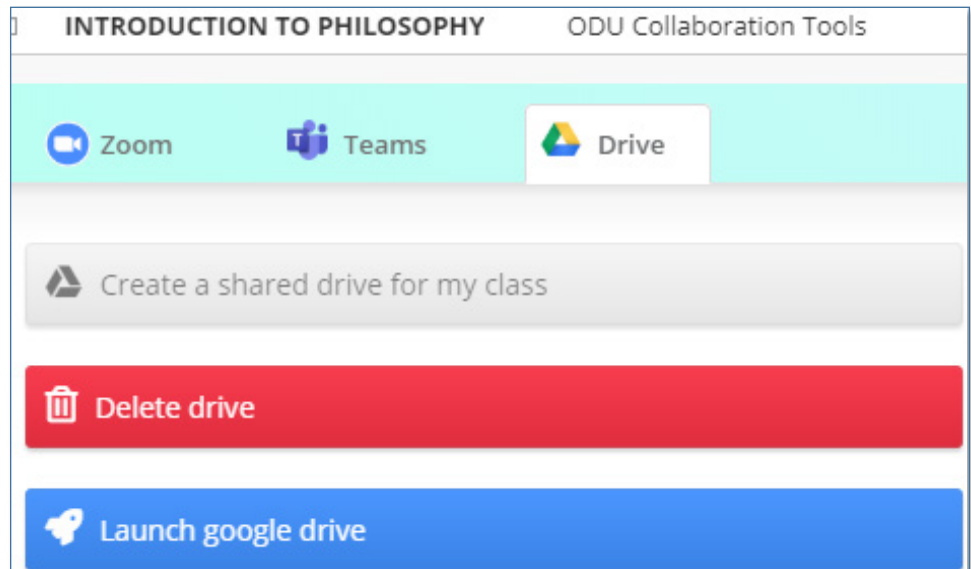 INTRODUCTION TO PHILOSOPHY ODU Collaboration Tools
Zoom Teams Drive
Create a shared drive for my class
Delete drive
Launch google drive